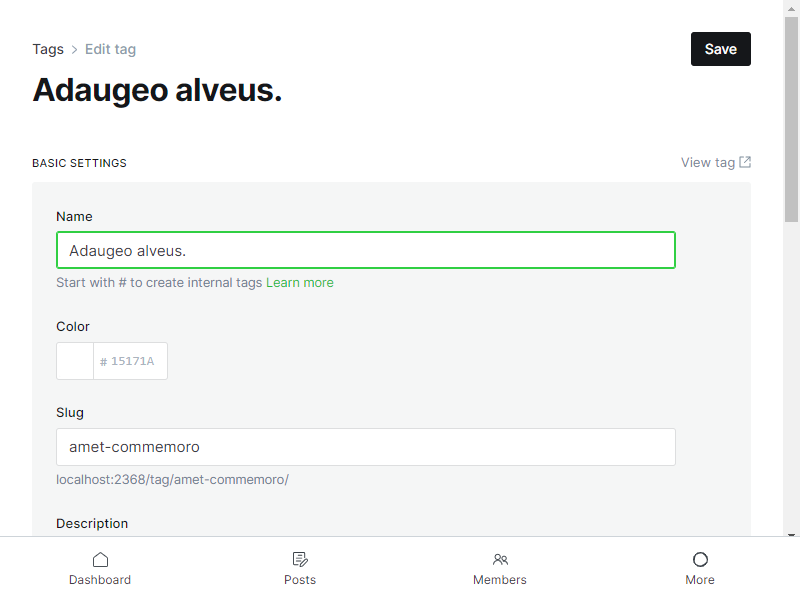 Tags > Edit tag
Save
Adaugeo alveus.
BASIC SETTINGS
View tag
Name
Adaugeo alveus.
Start with # to create internal tags Learn more
Color
# 15171A
Slug
amet-commemoro
localhost:2368/tag/amet-commemoro/
Description
Dashboard
Posts
Members
More